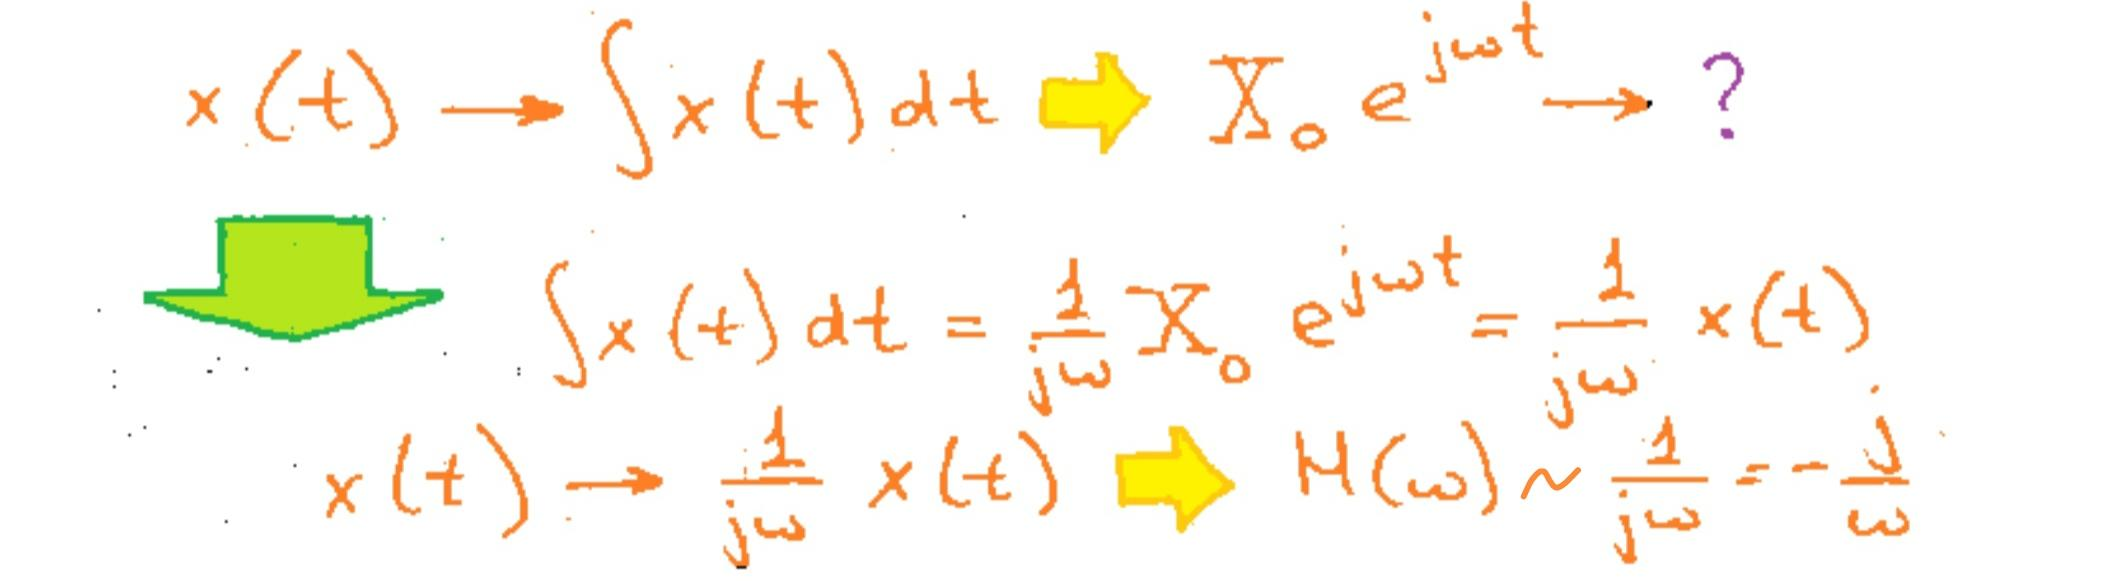 x(t) → ∫x(t)dt ⇒ X₀ e^{jωt} → ?
∫x(t)dt = 1/jω X₀ e^{jωt} = 1/jω x(t)
x(t) → 1/jω x(t) ⇒ H(ω) ~ 1/jω = -j/ω